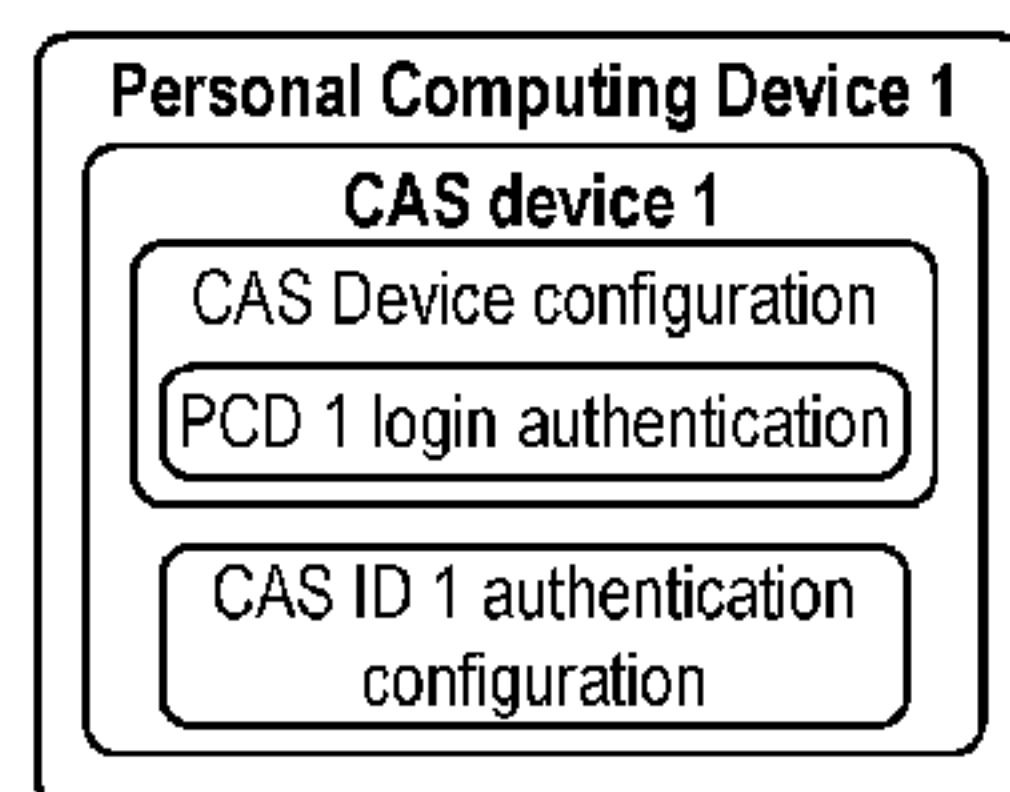 Personal Computing Device 1
CAS device 1
CAS Device configuration
PCD 1 login authentication
CAS ID 1 authentication
configuration